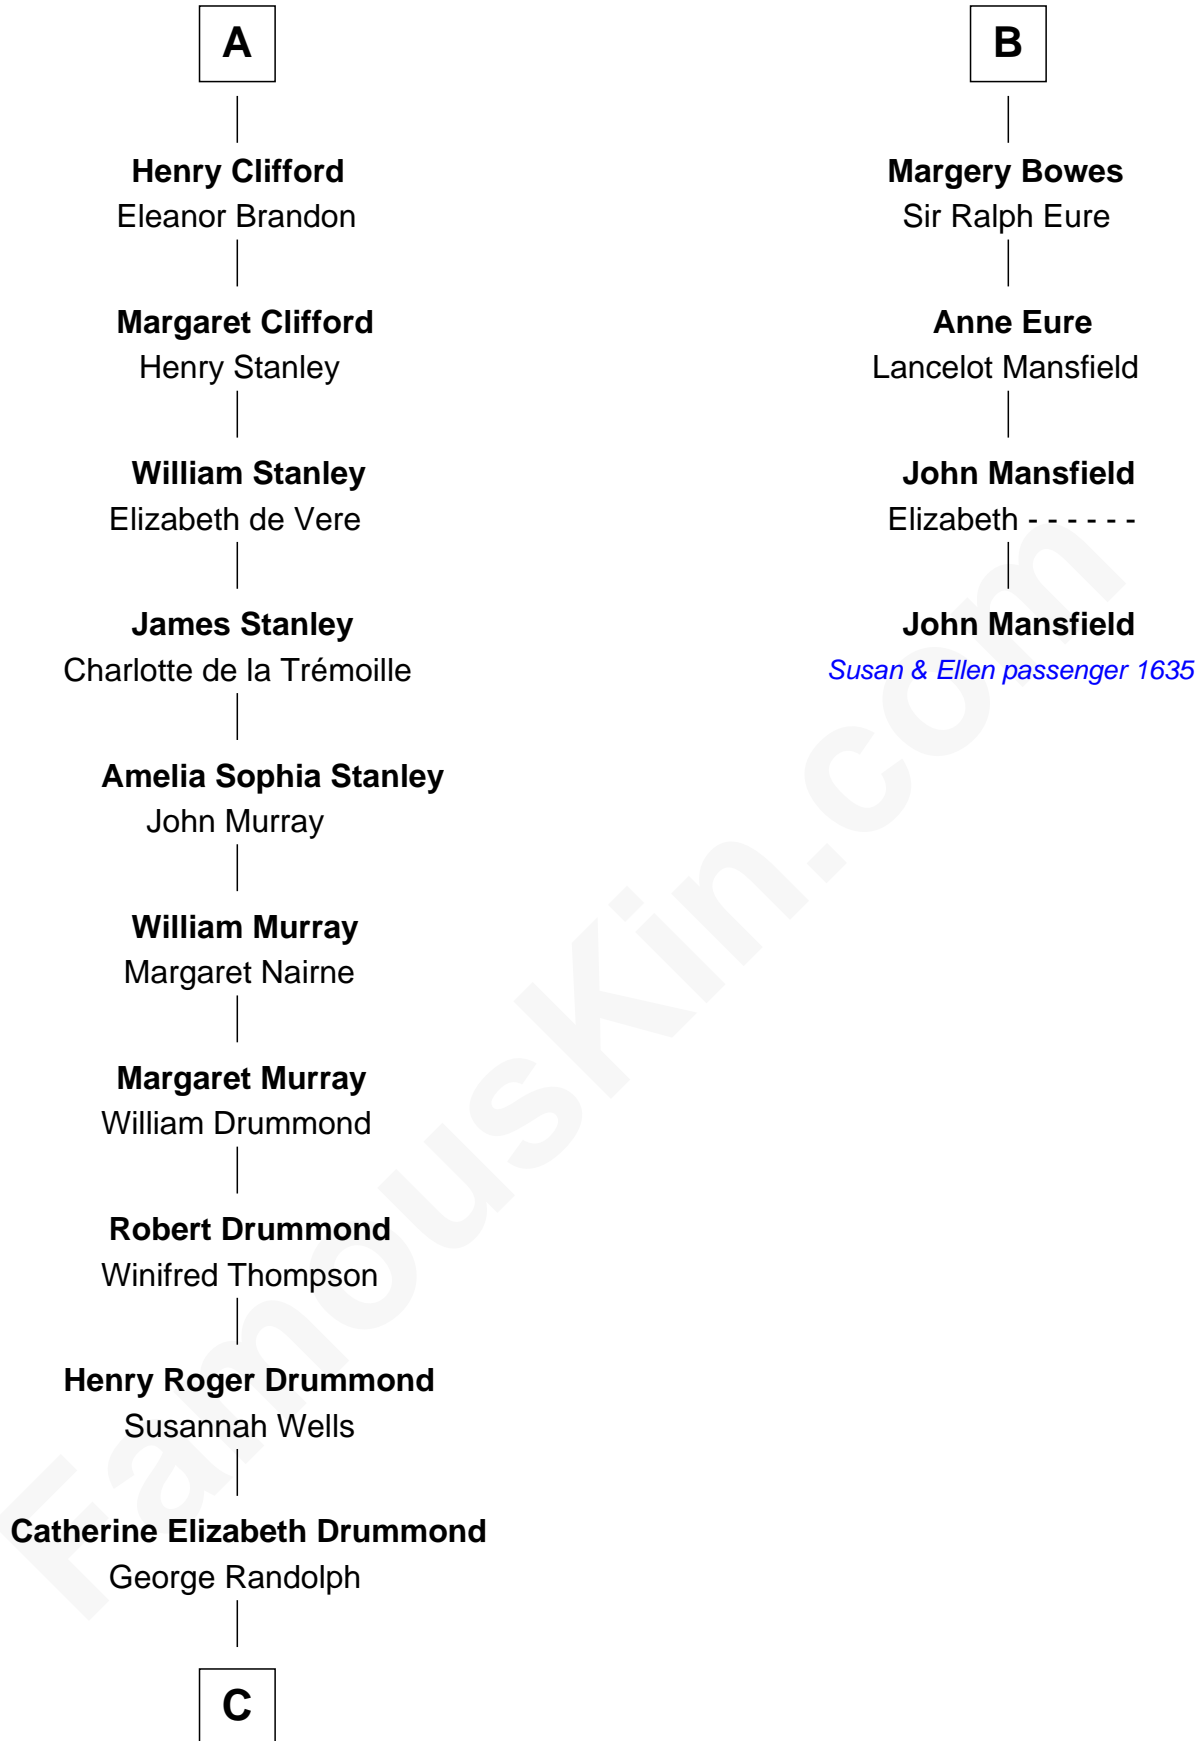 A
Henry Clifford
Eleanor Brandon
Margaret Clifford
Henry Stanley
William Stanley
Elizabeth de Vere
James Stanley
Charlotte de la Trémoille
Amelia Sophia Stanley
John Murray
William Murray
Margaret Nairne
Margaret Murray
William Drummond
Robert Drummond
Winifred Thompson
Henry Roger Drummond
Susannah Wells
Catherine Elizabeth Drummond
George Randolph
C
B
Margery Bowes
Sir Ralph Eure
Anne Eure
Lancelot Mansfield
John Mansfield
Elizabeth - - - - - -
John Mansfield
Susan & Ellen passenger 1635
FamousKin.com